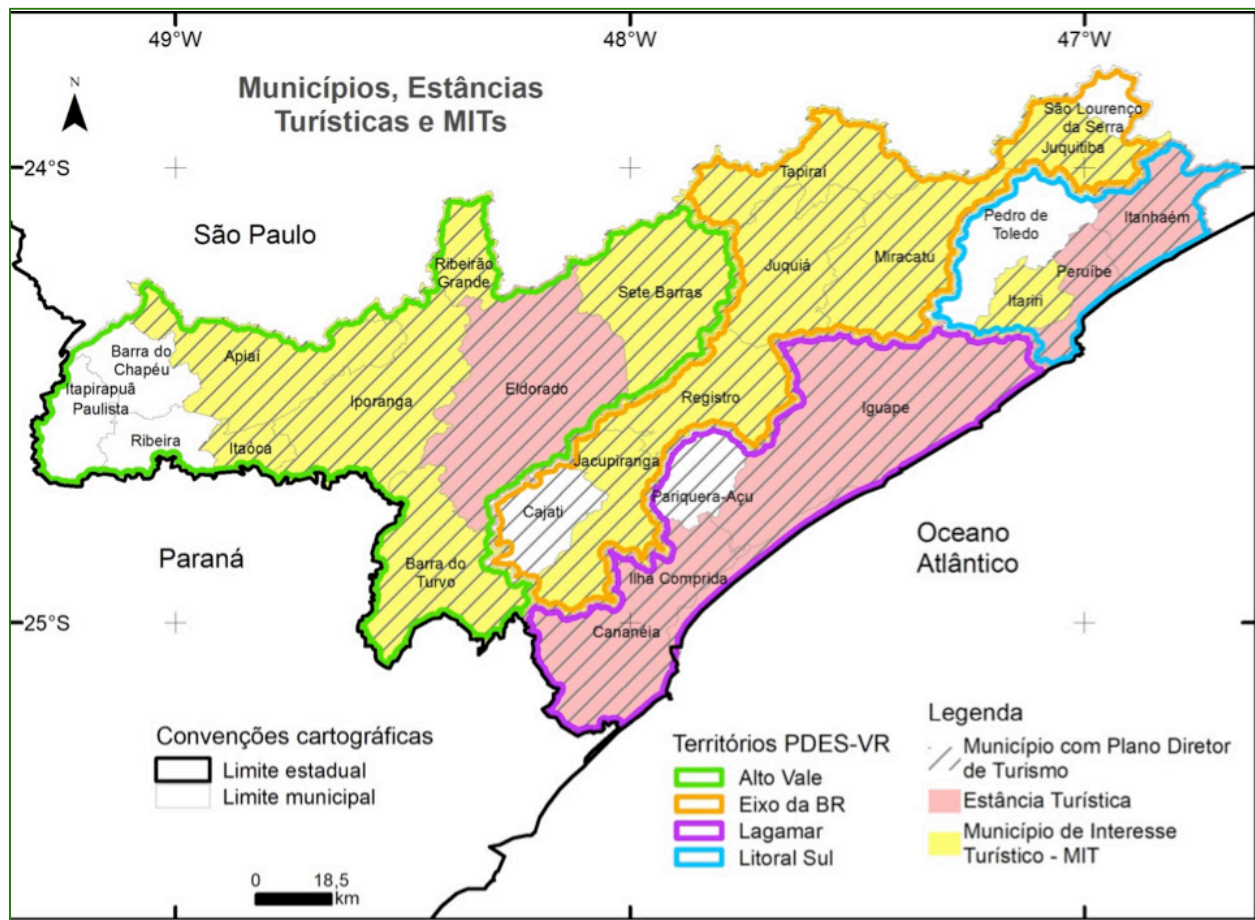 49°W
48°W
47°W
N
Municípios, Estâncias
Turísticas e MITs
24°S
25°S
São Paulo
Paraná
Oceano
Atlântico
São Lourenço
da Serra
Juquitiba
Tapiraí
Itanhaém
Pedro de
Toledo
Peruíbe
Itariri
Miracatu
Juquiá
Ribeirão
Grande
Sete Barras
Barra do
Chapéu
Apiaí
Itapirapuã
Paulista
Ribeira
Itaóca
Iporanga
Eldorado
Registro
Iguape
Jacupiranga
Pariquera-Açu
Cajati
Barra do
Turvo
Ilha Comprida
Cananéia
Convenções cartográficas
Limite estadual
Limite municipal
0 18,5
km
Territórios PDES-VR
Alto Vale
Eixo da BR
Lagamar
Litoral Sul
Legenda
Município com Plano Diretor
de Turismo
Estância Turística
Município de Interesse
Turístico - MIT